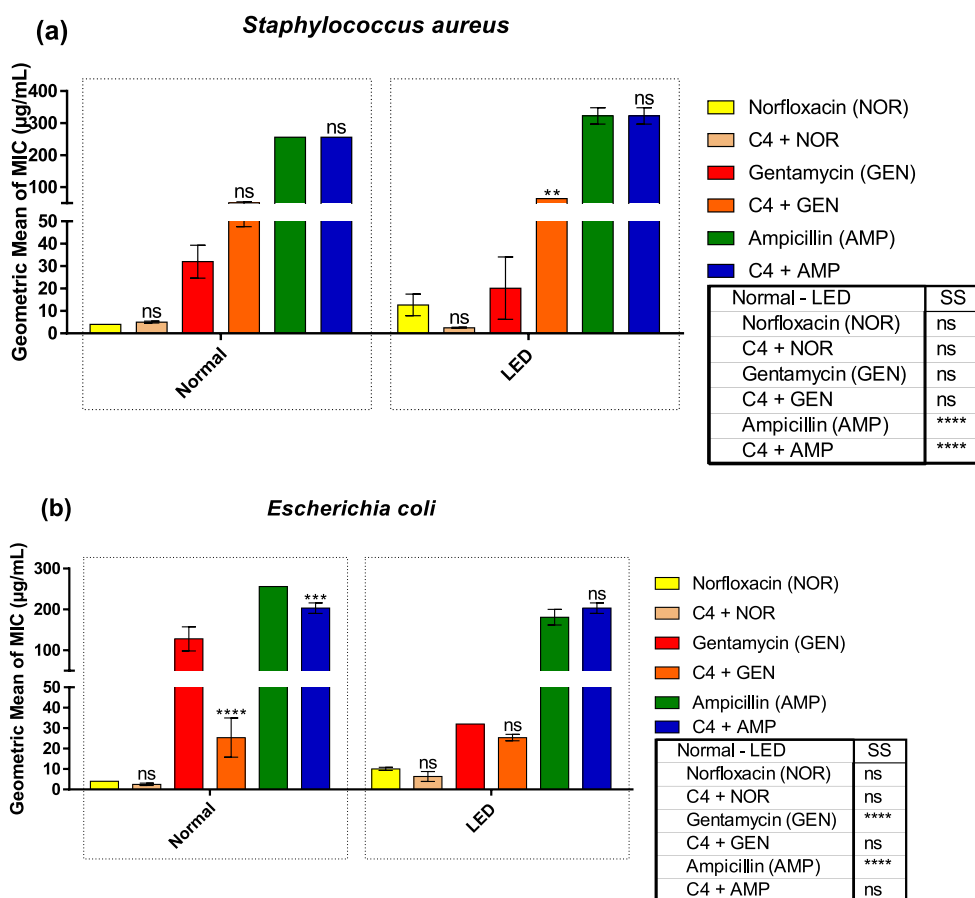 (a)
Staphylococcus aureus
Geometric Mean of MIC (µg/mL)
400
300
200
100
50
40
30
20
10
0
ns
ns
ns
ns
**
ns
Normal
LED
Norfloxacin (NOR)
C4 + NOR
Gentamycin (GEN)
C4 + GEN
Ampicillin (AMP)
C4 + AMP
Normal - LED SS
Norfloxacin (NOR) ns
C4 + NOR ns
Gentamycin (GEN) ns
C4 + GEN ns
Ampicillin (AMP) ****
C4 + AMP ****
(b)
Escherichia coli
Geometric Mean of MIC (µg/mL)
300
200
100
50
40
30
20
10
0
ns
****
***
ns
ns
ns
Normal
LED
Norfloxacin (NOR)
C4 + NOR
Gentamycin (GEN)
C4 + GEN
Ampicillin (AMP)
C4 + AMP
Normal - LED SS
Norfloxacin (NOR) ns
C4 + NOR ns
Gentamycin (GEN) ****
C4 + GEN ns
Ampicillin (AMP) ****
C4 + AMP ns